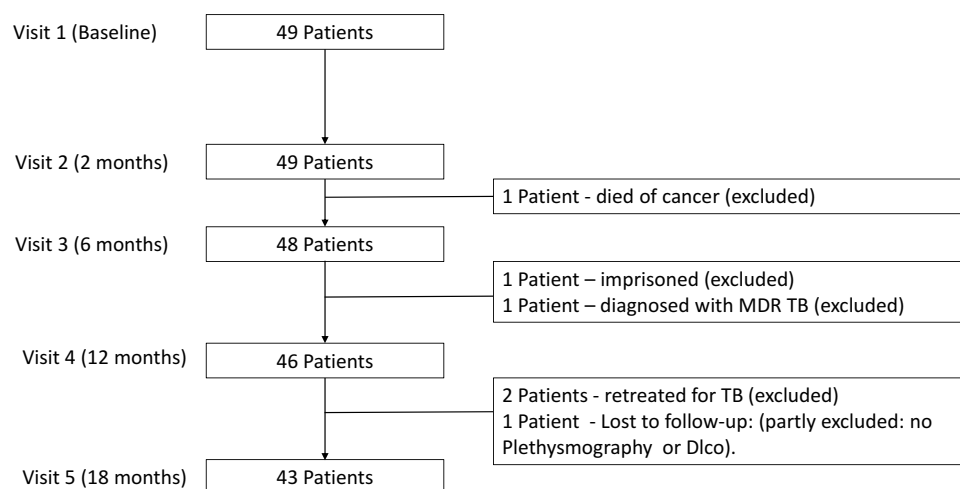 Visit 1 (Baseline)
49 Patients
Visit 2 (2 months)
49 Patients
1 Patient - died of cancer (excluded)
Visit 3 (6 months)
48 Patients
1 Patient – imprisoned (excluded)
1 Patient – diagnosed with MDR TB (excluded)
Visit 4 (12 months)
46 Patients
2 Patients - retreated for TB (excluded)
1 Patient - Lost to follow-up: (partly excluded: no
Plethysmography or Dlco).
Visit 5 (18 months)
43 Patients